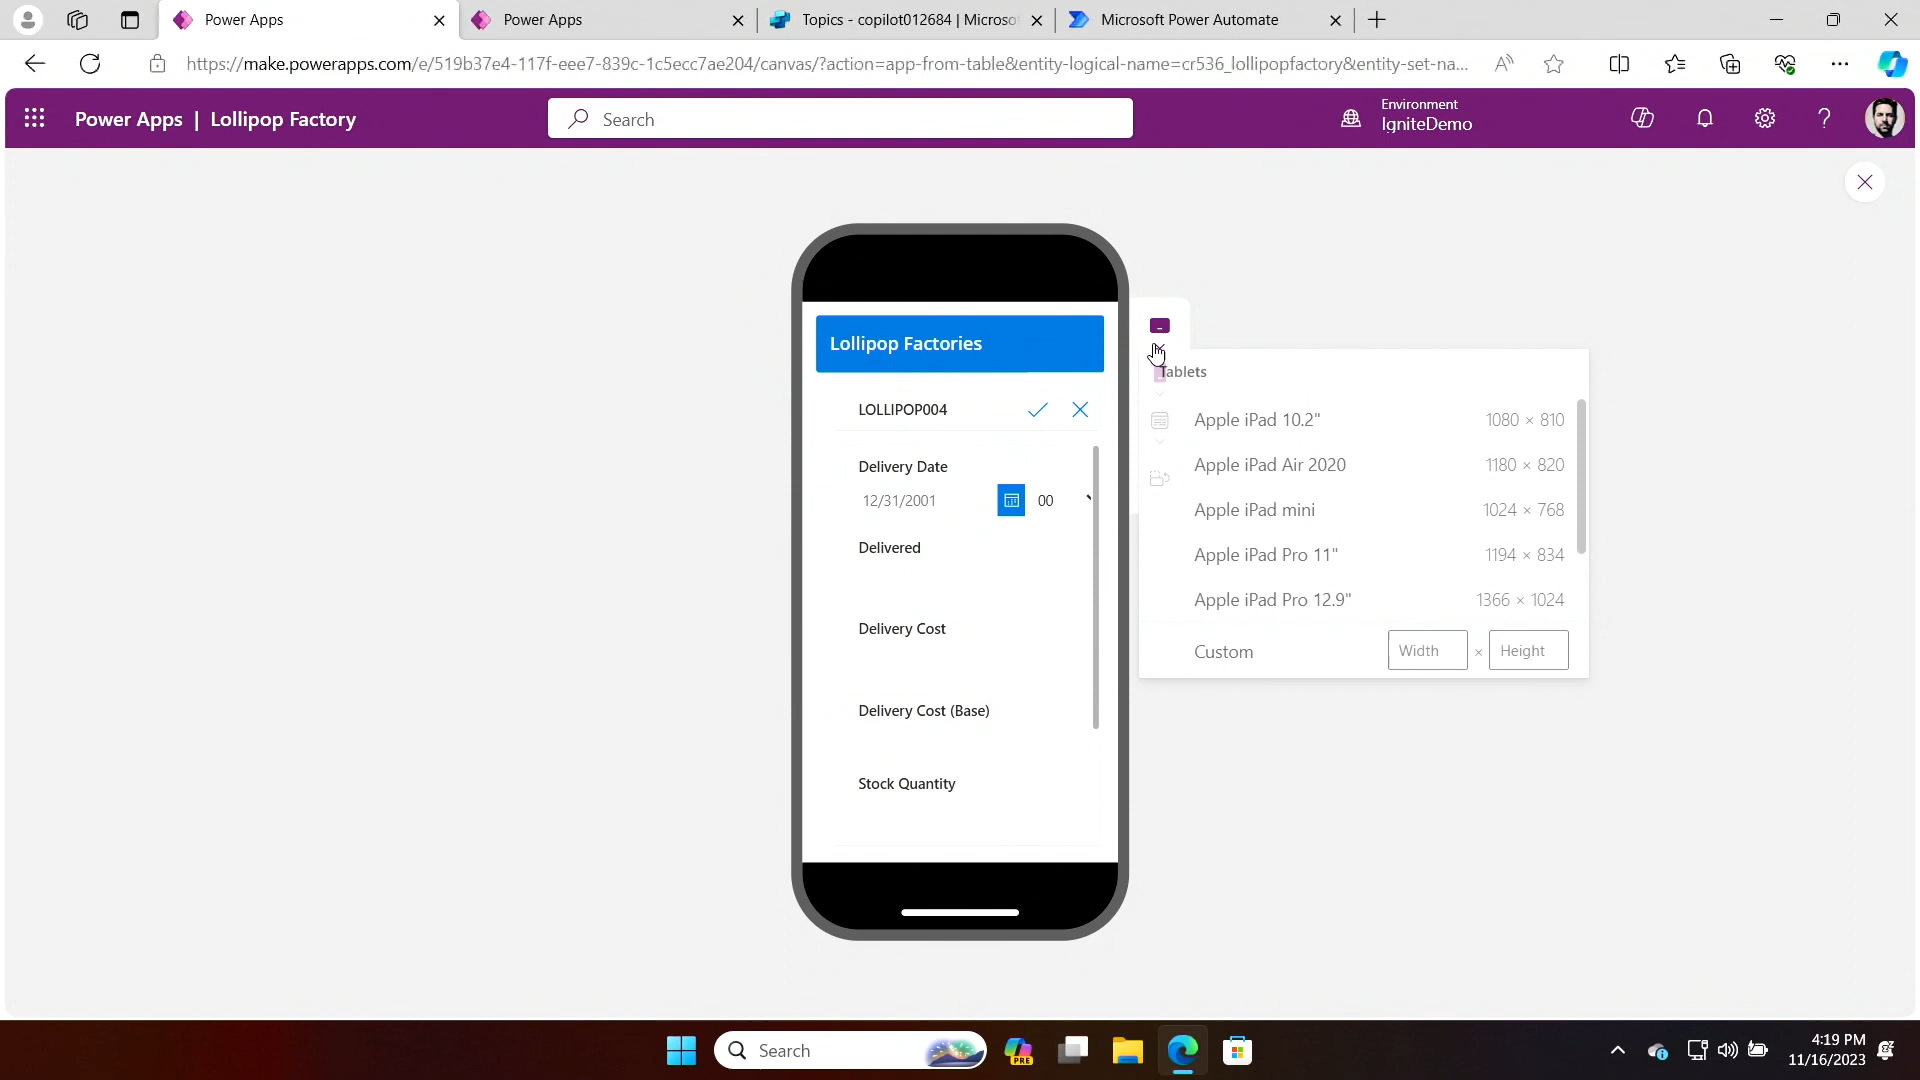 Power Apps
Power Apps
Topics - copilot012684 | Microso
Microsoft Power Automate
https://make.powerapps.com/e/519b37e4-117f-eee7-839c-1c5ecc7ae204/canvas/?action=app-from-table&entity-logical-name=cr536_lollipopfactory&entity-set-na...
Power Apps | Lollipop Factory
Search
Environment
IgniteDemo
Lollipop Factories
LOLLIPOP004
Delivery Date
12/31/2001
00
Delivered
Delivery Cost
Delivery Cost (Base)
Stock Quantity
Tablets
Apple iPad 10.2" 1080 × 810
Apple iPad Air 2020 1180 × 820
Apple iPad mini 1024 × 768
Apple iPad Pro 11" 1194 × 834
Apple iPad Pro 12.9" 1366 × 1024
Custom Width × Height
Search
PRE
4:19 PM
11/16/2023